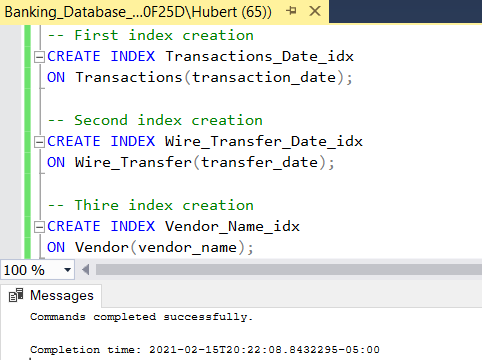 Banking_Database_...0F25D\Hubert (65))
-- First index creation
CREATE INDEX Transactions_Date_idx
ON Transactions(transaction_date);
-- Second index creation
CREATE INDEX Wire_Transfer_Date_idx
ON Wire_Transfer(transfer_date);
-- Thire index creation
CREATE INDEX Vendor_Name_idx
ON Vendor(vendor_name);
100 %
Messages
Commands completed successfully.
Completion time: 2021-02-15T20:22:08.8432295-05:00